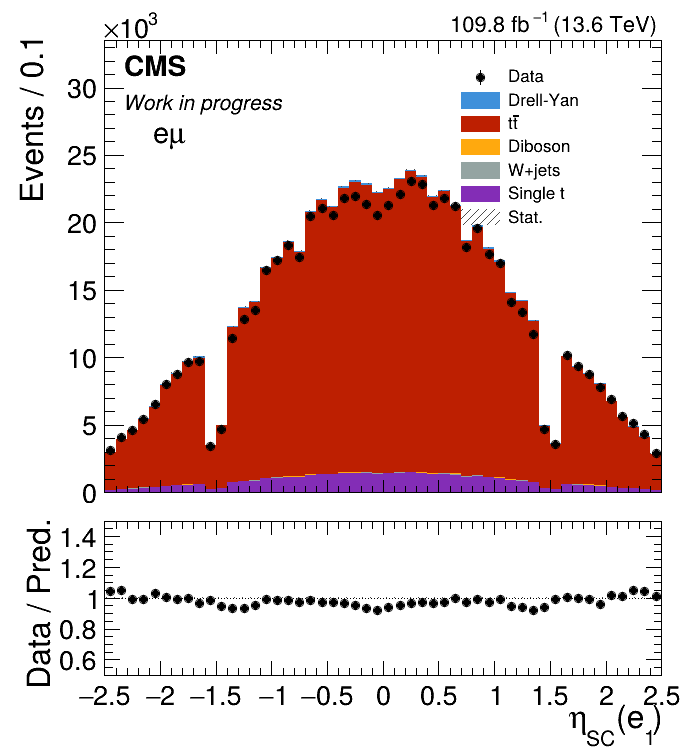 ×10³ 109.8 fb⁻¹ (13.6 TeV)
CMS
Work in progress
eμ
Data
Drell-Yan
tt̅
Diboson
W+jets
Single t
Stat.
Events / 0.1
30
25
20
15
10
5
0
Data / Pred.
1.4
1.2
1
0.8
0.6
−2.5 −2 −1.5 −1 −0.5 0 0.5 1 1.5 2 2.5
η_SC(e_1)